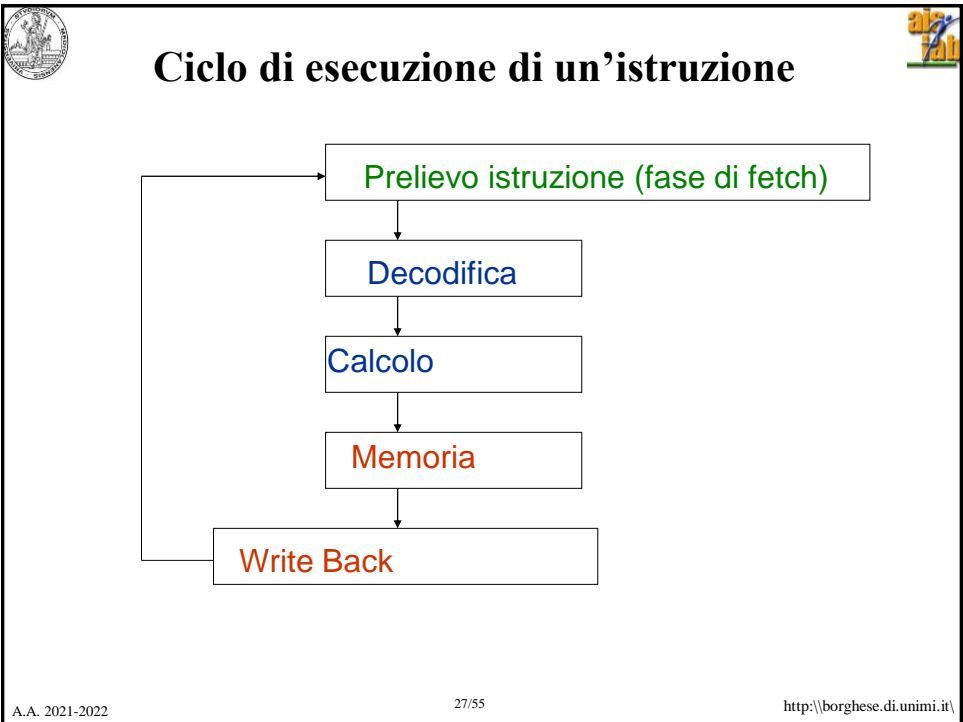 Ciclo di esecuzione di un’istruzione
Prelievo istruzione (fase di fetch)
Decodifica
Calcolo
Memoria
Write Back
A.A. 2021-2022
27/55
http:\\borghese.di.unimi.it\